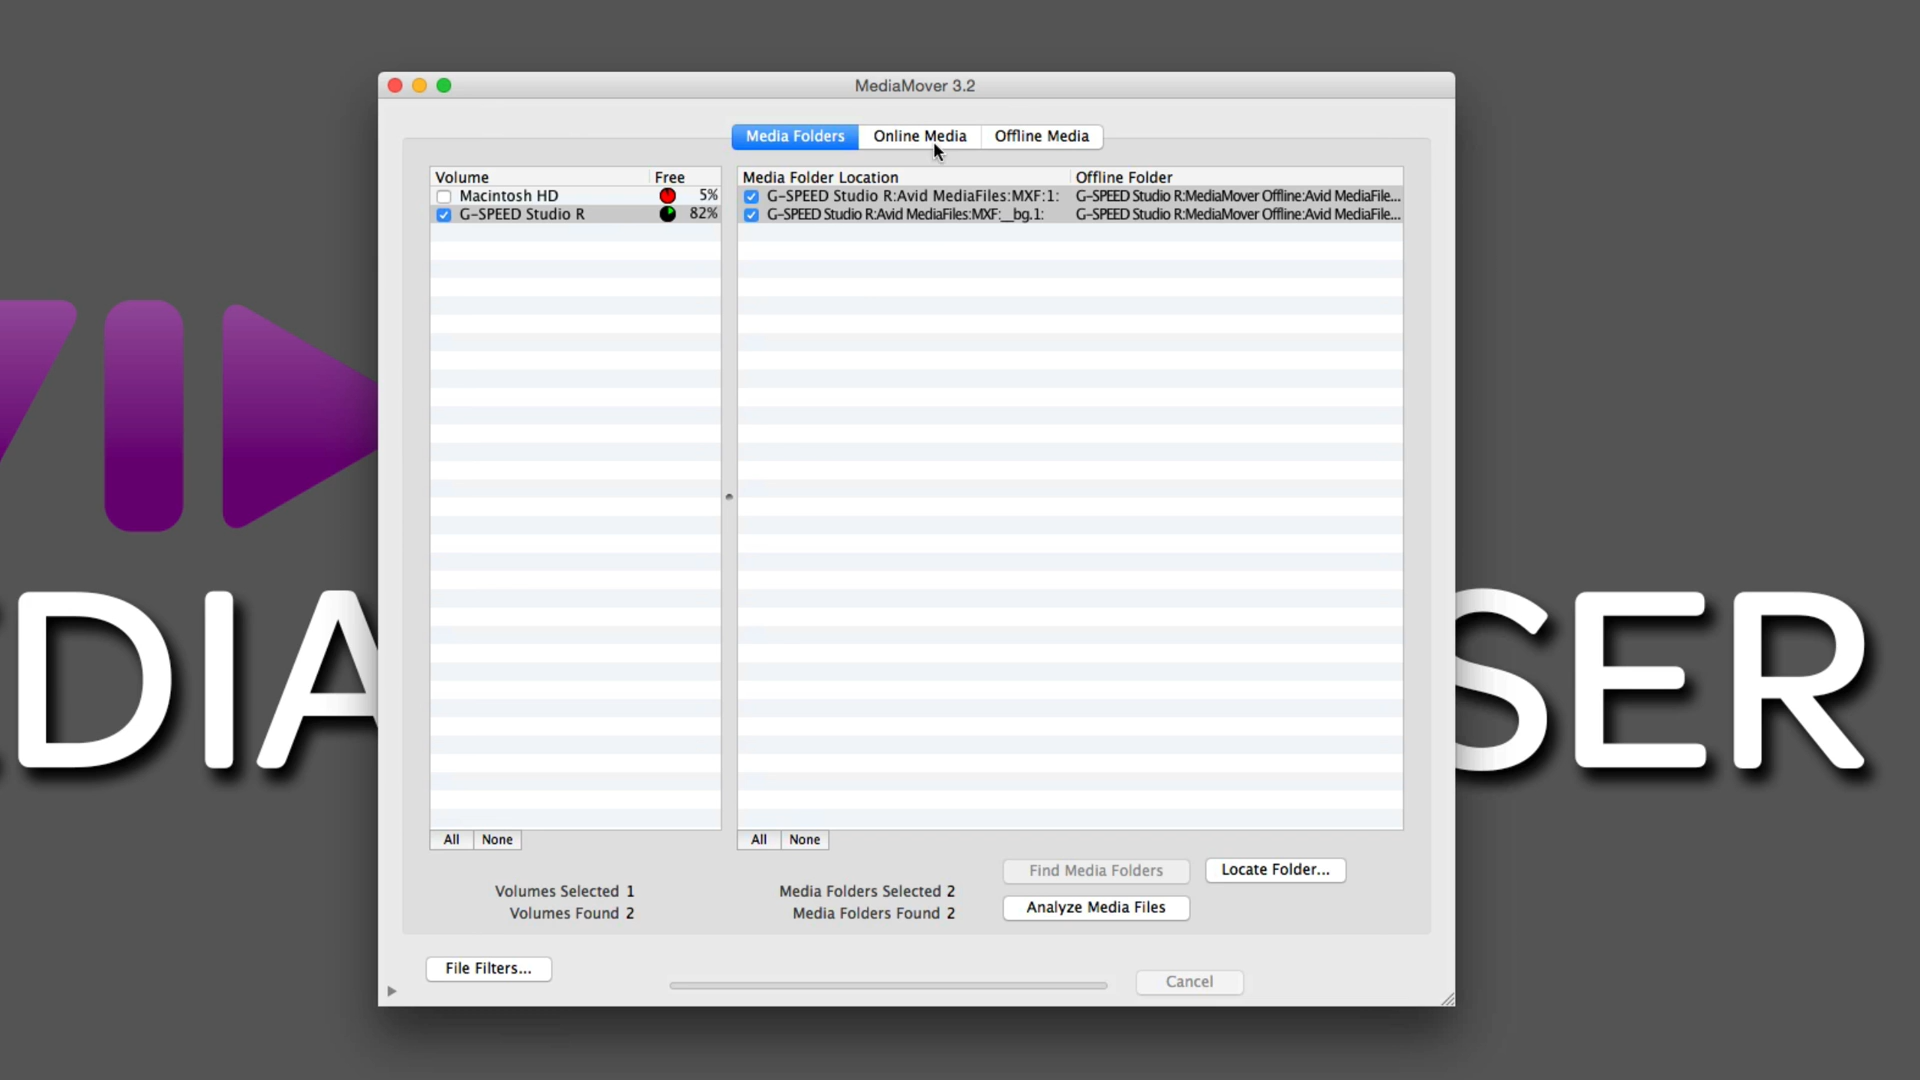 MediaMover 3.2
Media Folders Online Media Offline Media
Volume Free
Macintosh HD 5%
G-SPEED Studio R 82%
Media Folder Location Offline Folder
G-SPEED Studio R:Avid MediaFiles:MXF:1: G-SPEED Studio R:MediaMover Offline:Avid MediaFile...
G-SPEED Studio R:Avid MediaFiles:MXF:__bg.1: G-SPEED Studio R:MediaMover Offline:Avid MediaFile...
All None
All None
Find Media Folders Locate Folder...
Volumes Selected 1
Volumes Found 2
Media Folders Selected 2
Media Folders Found 2
Analyze Media Files
File Filters...
Cancel
DIA SER